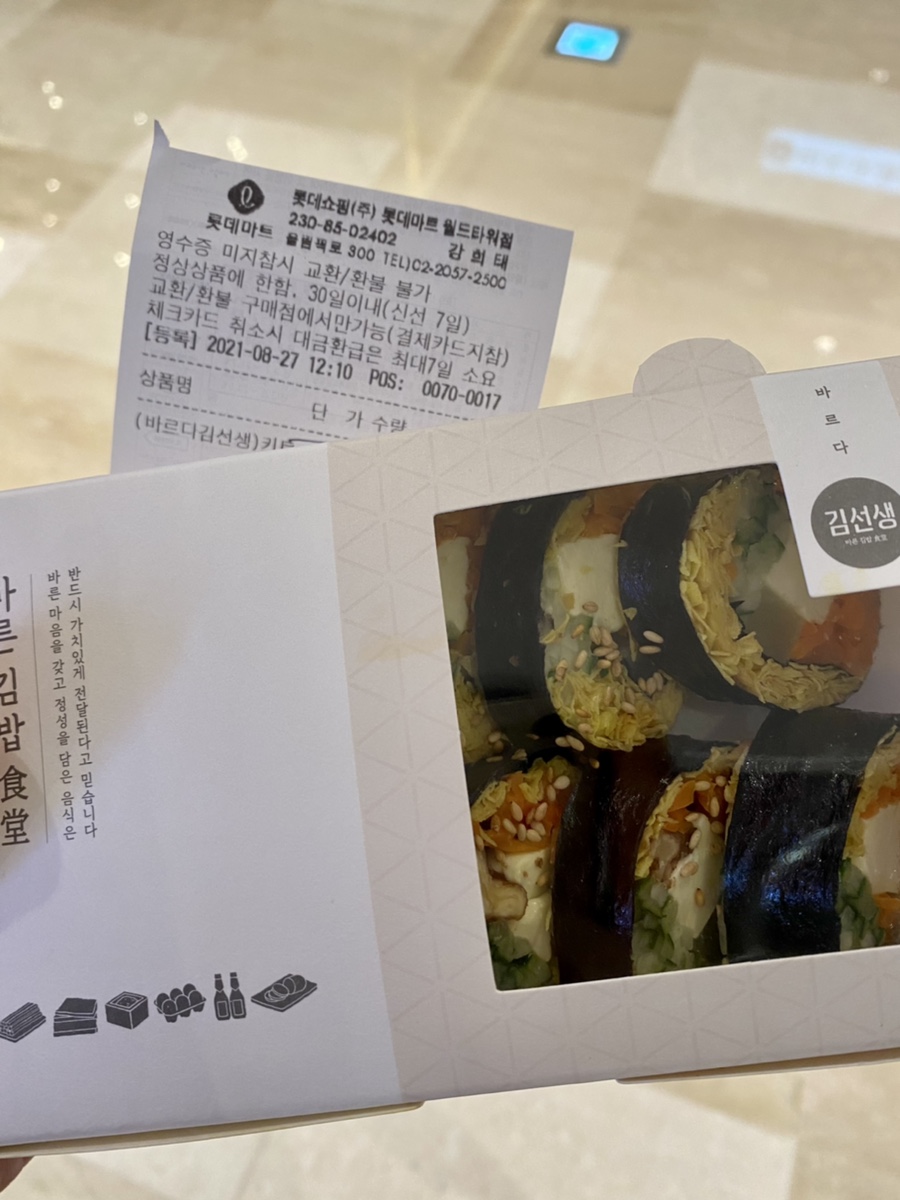 롯데쇼핑(주) 롯데마트 월드타워점
230-85-02402 강 희 태
롯데마트 올림픽로 300 TEL)02-2057-2500
영수증 미지참시 교환/환불 불가
정상상품에 한함, 30일이내(신선 7일)
교환/환불 구매점에서만가능(결제카드지참)
체크카드 취소시 대금환급은 최대7일 소요
[등록] 2021-08-27 12:10 POS: 0070-0017
상품명 단 가 수량
(바르다김선생)키토
바르다
김선생
바른 김밥 食堂
바른 김밥 食堂
바른 마음을 갖고 정성을 담은 음식은
반드시 가치있게 전달된다고 믿습니다